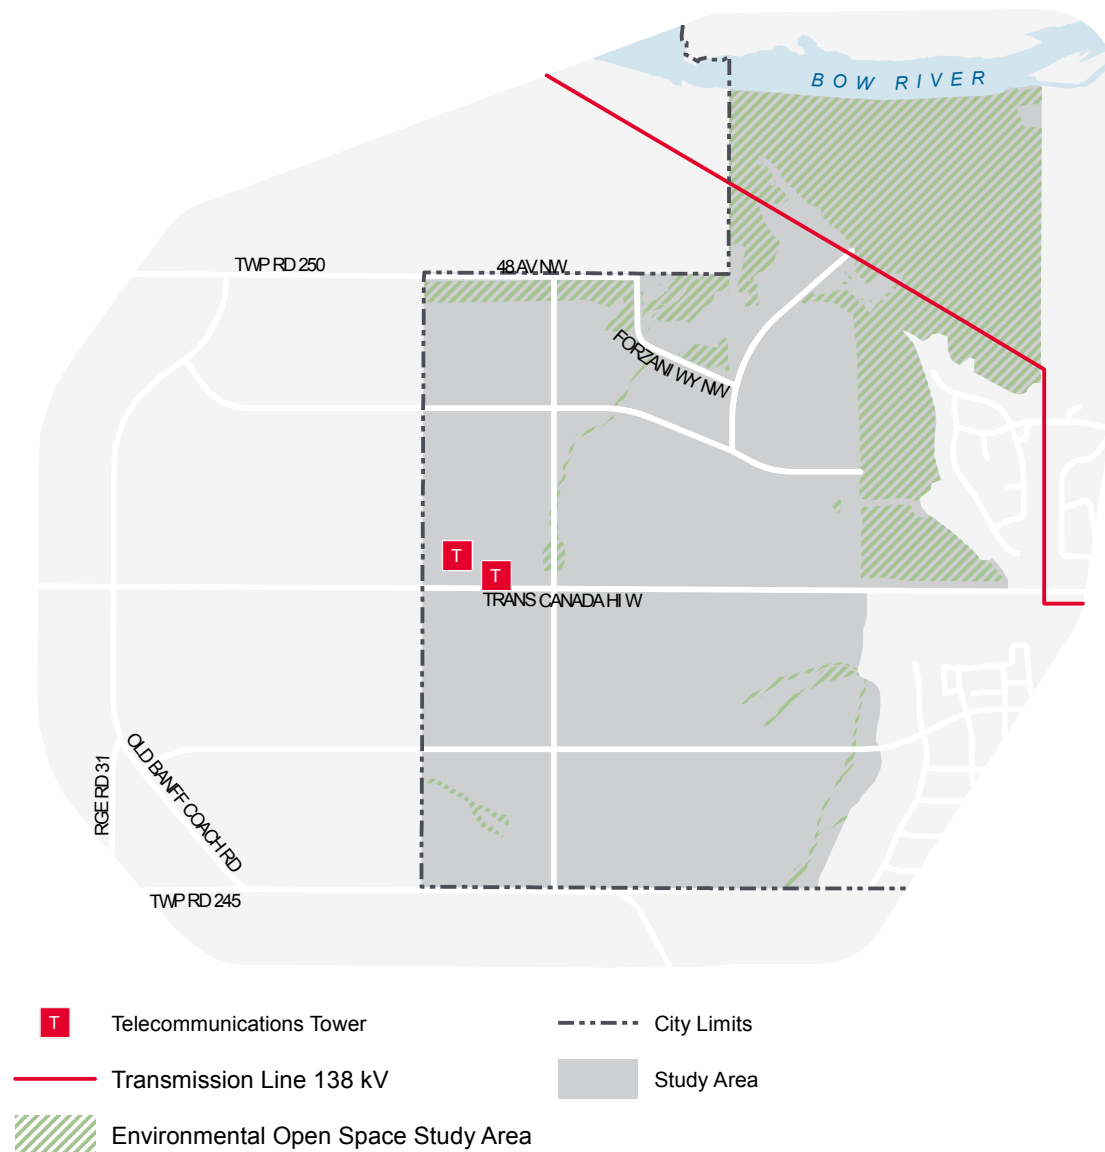 BOW RIVER
TWP RD 250
48 AV NW
FORZANI WY NW
T
T
TRANS CANADA HI W
OLD BANFF COACH RD
RGE RD 31
TWP RD 245
T Telecommunications Tower
City Limits
Transmission Line 138 kV
Study Area
Environmental Open Space Study Area